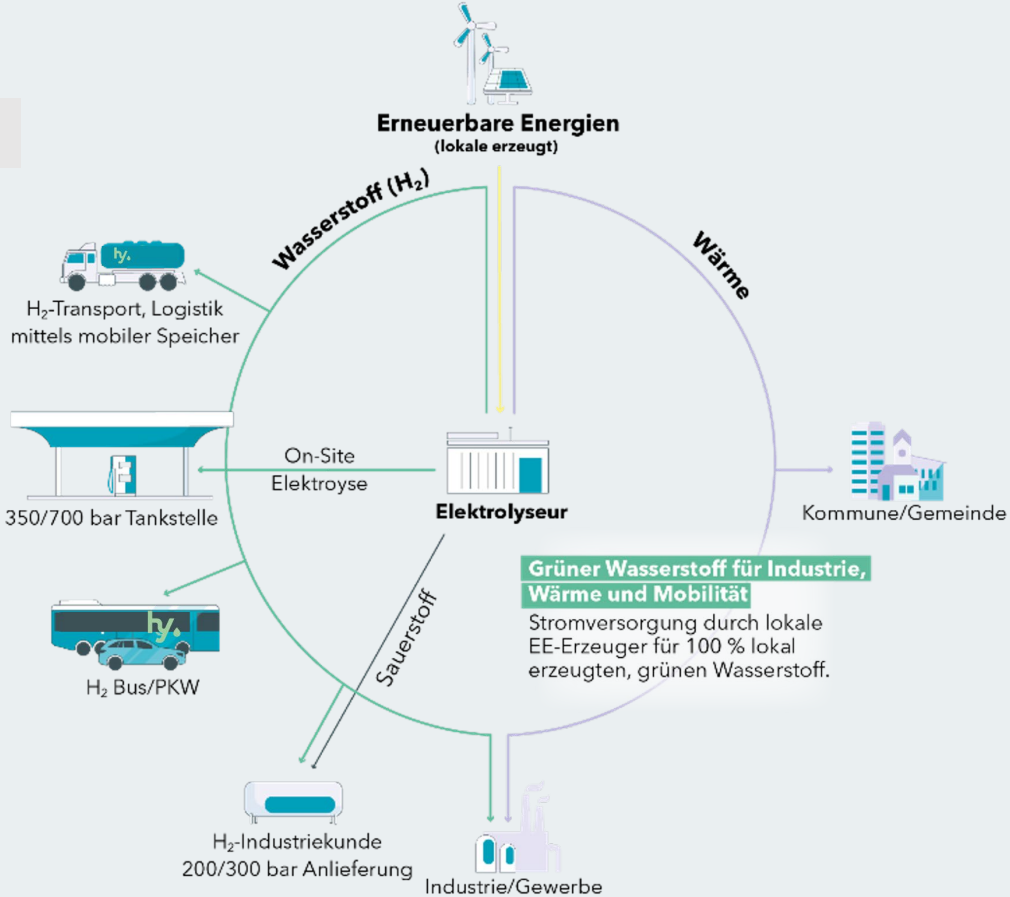 Erneuerbare Energien
(lokale erzeugt)
Wasserstoff (H₂)
Wärme
hy.
H₂-Transport, Logistik
mittels mobiler Speicher
On-Site
Elektroyse
350/700 bar Tankstelle
Elektrolyseur
Kommune/Gemeinde
Grüner Wasserstoff für Industrie,
Wärme und Mobilität
Stromversorgung durch lokale
EE-Erzeuger für 100 % lokal
erzeugten, grünen Wasserstoff.
hy.
H₂ Bus/PKW
Sauerstoff
H₂-Industriekunde
200/300 bar Anlieferung
Industrie/Gewerbe